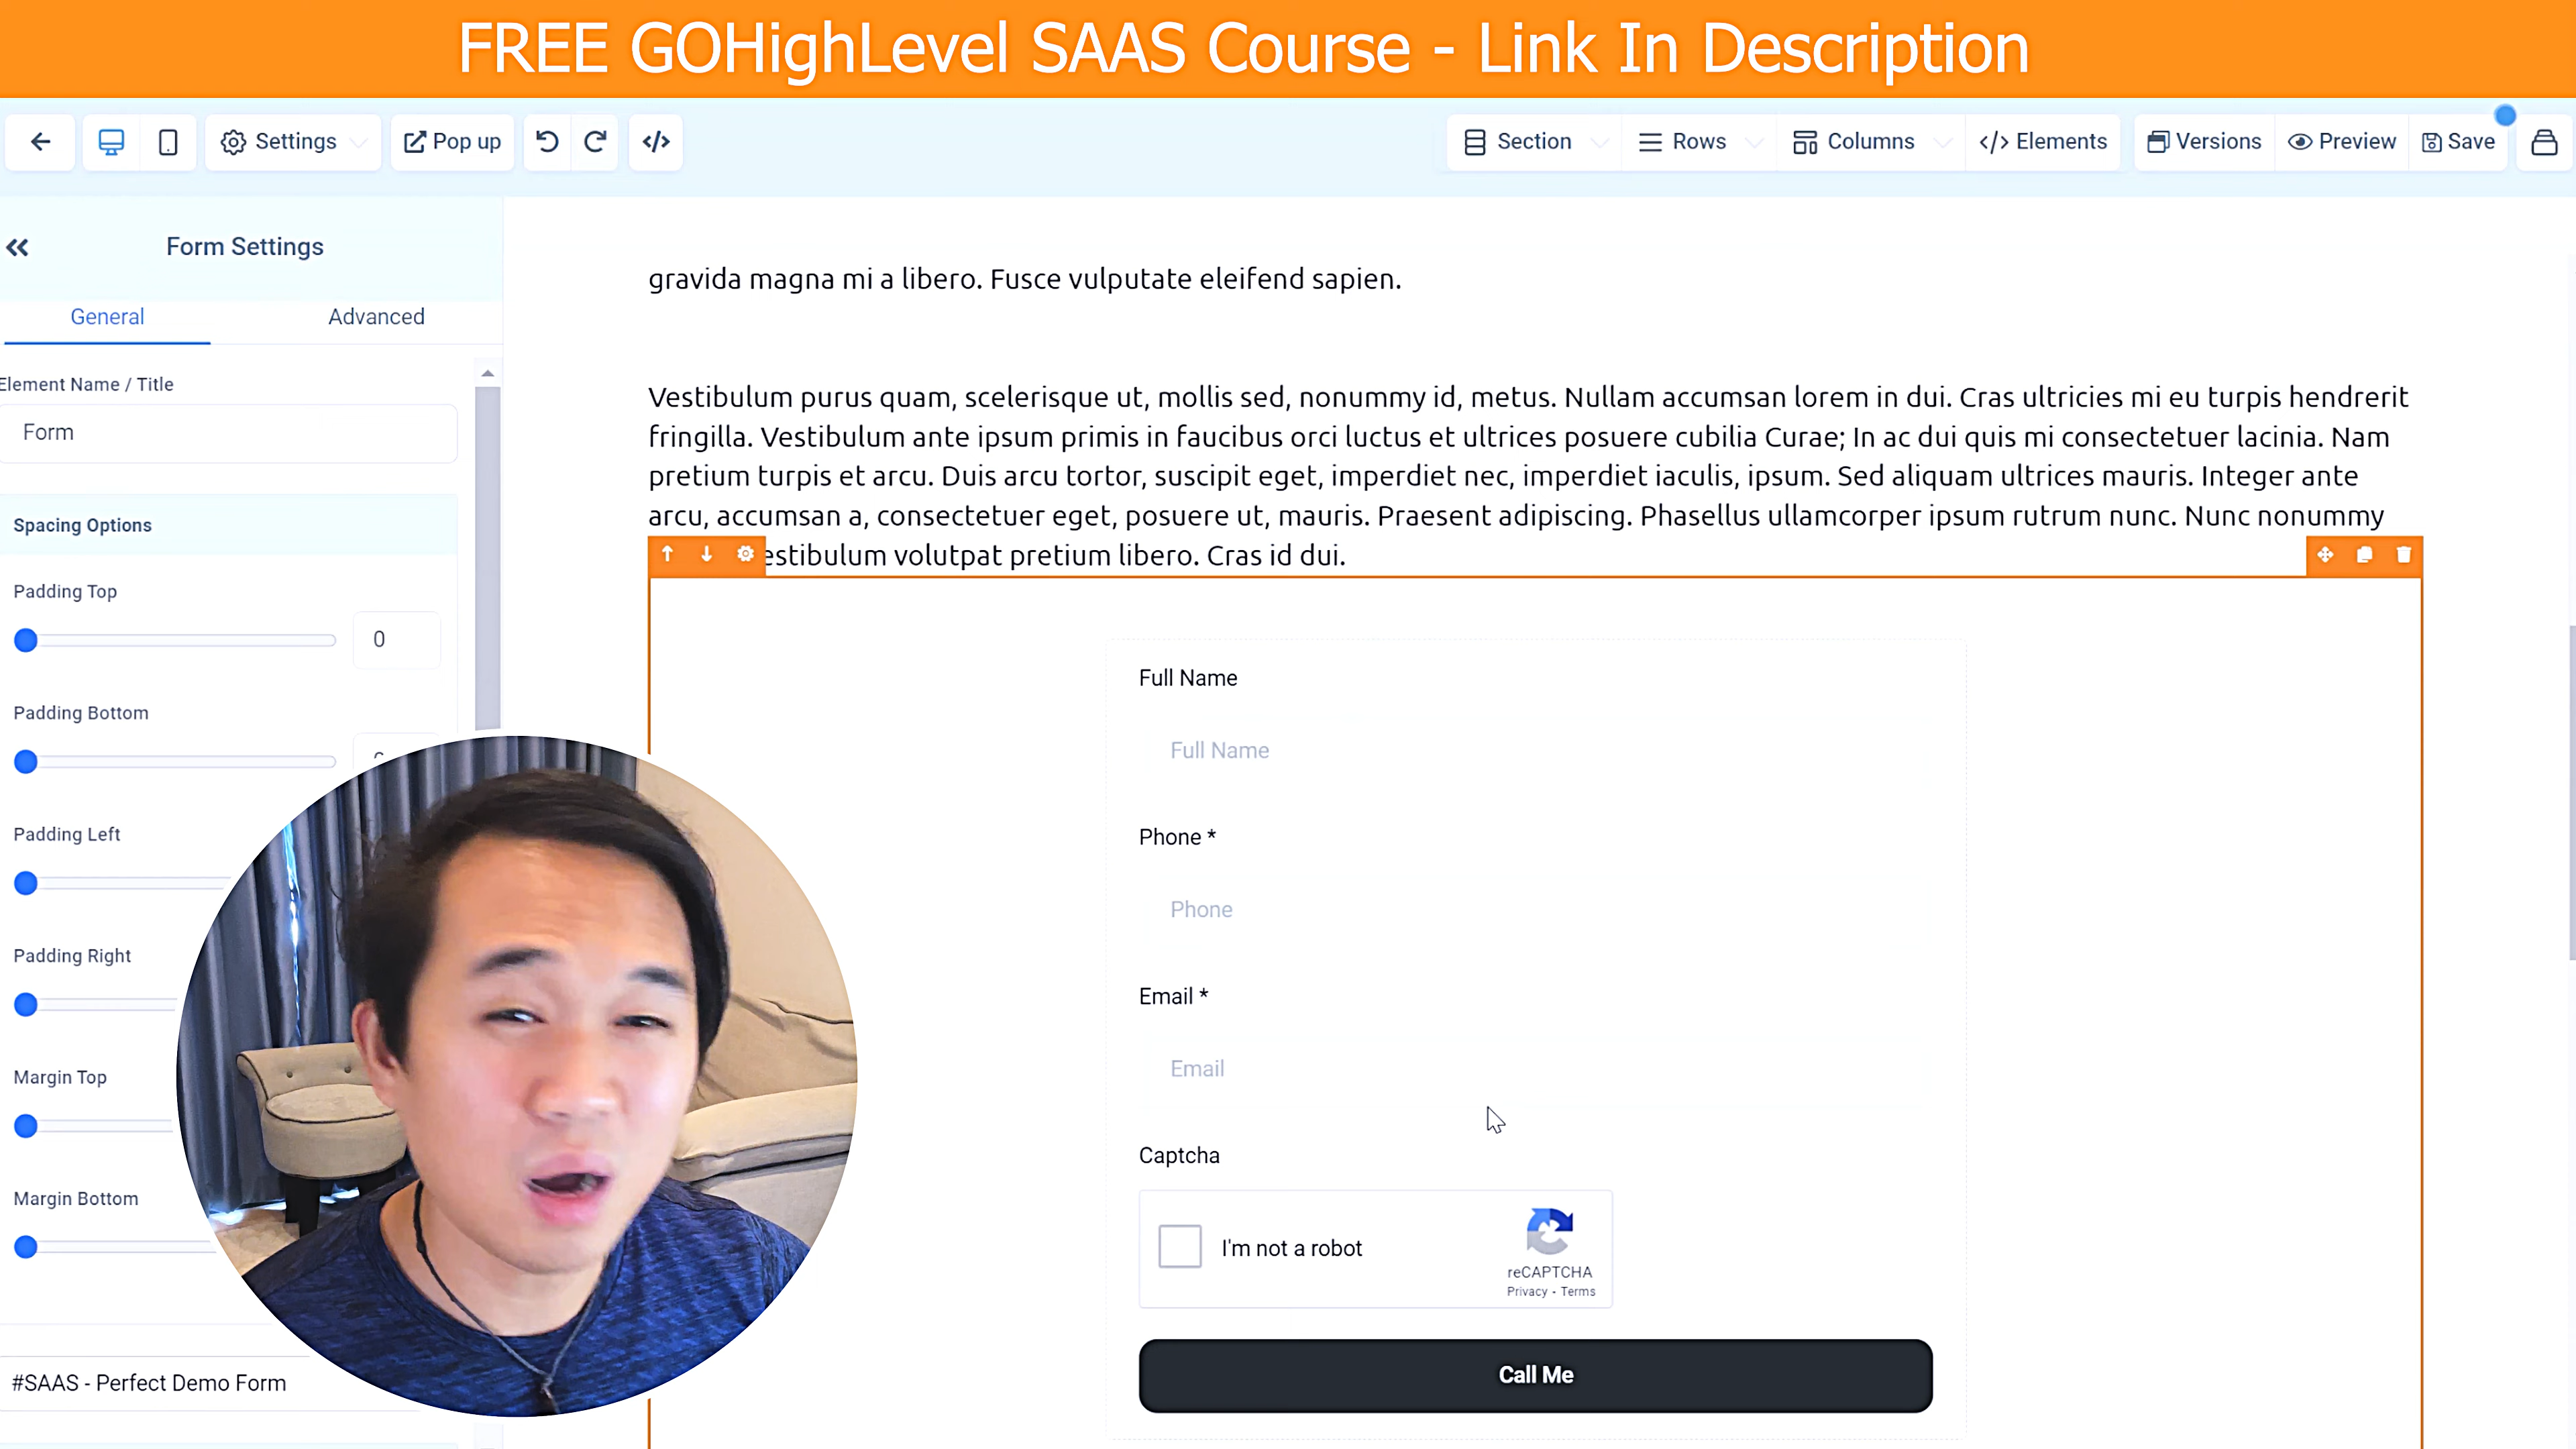 FREE GOHighLevel SAAS Course - Link In Description
Settings
Pop up
Section
Rows
Columns
Elements
Versions
Preview
Save
Form Settings
General
Advanced
Element Name / Title
Form
Spacing Options
Padding Top
0
Padding Bottom
Padding Left
Padding Right
Margin Top
Margin Bottom
#SAAS - Perfect Demo Form
gravida magna mi a libero. Fusce vulputate eleifend sapien.
Vestibulum purus quam, scelerisque ut, mollis sed, nonummy id, metus. Nullam accumsan lorem in dui. Cras ultricies mi eu turpis hendrerit
fringilla. Vestibulum ante ipsum primis in faucibus orci luctus et ultrices posuere cubilia Curae; In ac dui quis mi consectetuer lacinia. Nam
pretium turpis et arcu. Duis arcu tortor, suscipit eget, imperdiet nec, imperdiet iaculis, ipsum. Sed aliquam ultrices mauris. Integer ante
arcu, accumsan a, consectetuer eget, posuere ut, mauris. Praesent adipiscing. Phasellus ullamcorper ipsum rutrum nunc. Nunc nonummy
estibulum volutpat pretium libero. Cras id dui.
Full Name
Full Name
Phone *
Phone
Email *
Email
Captcha
I'm not a robot
reCAPTCHA
Privacy - Terms
Call Me